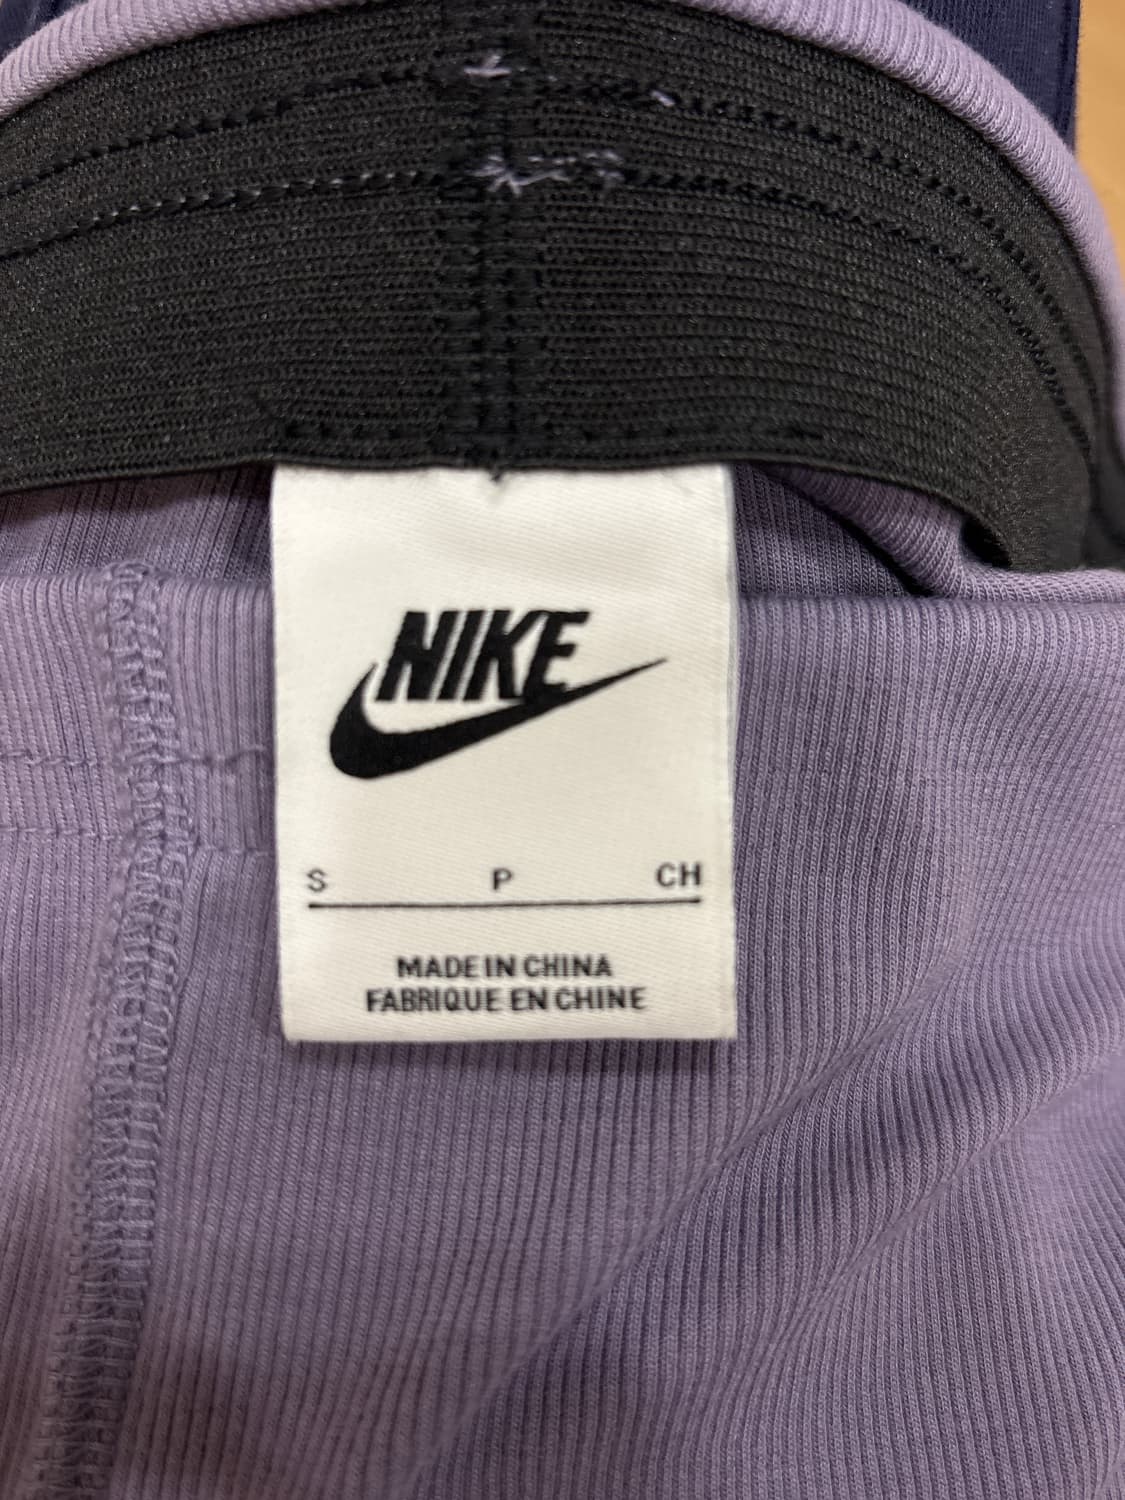 NIKE
S P CH
MADE IN CHINA
FABRIQUE EN CHINE